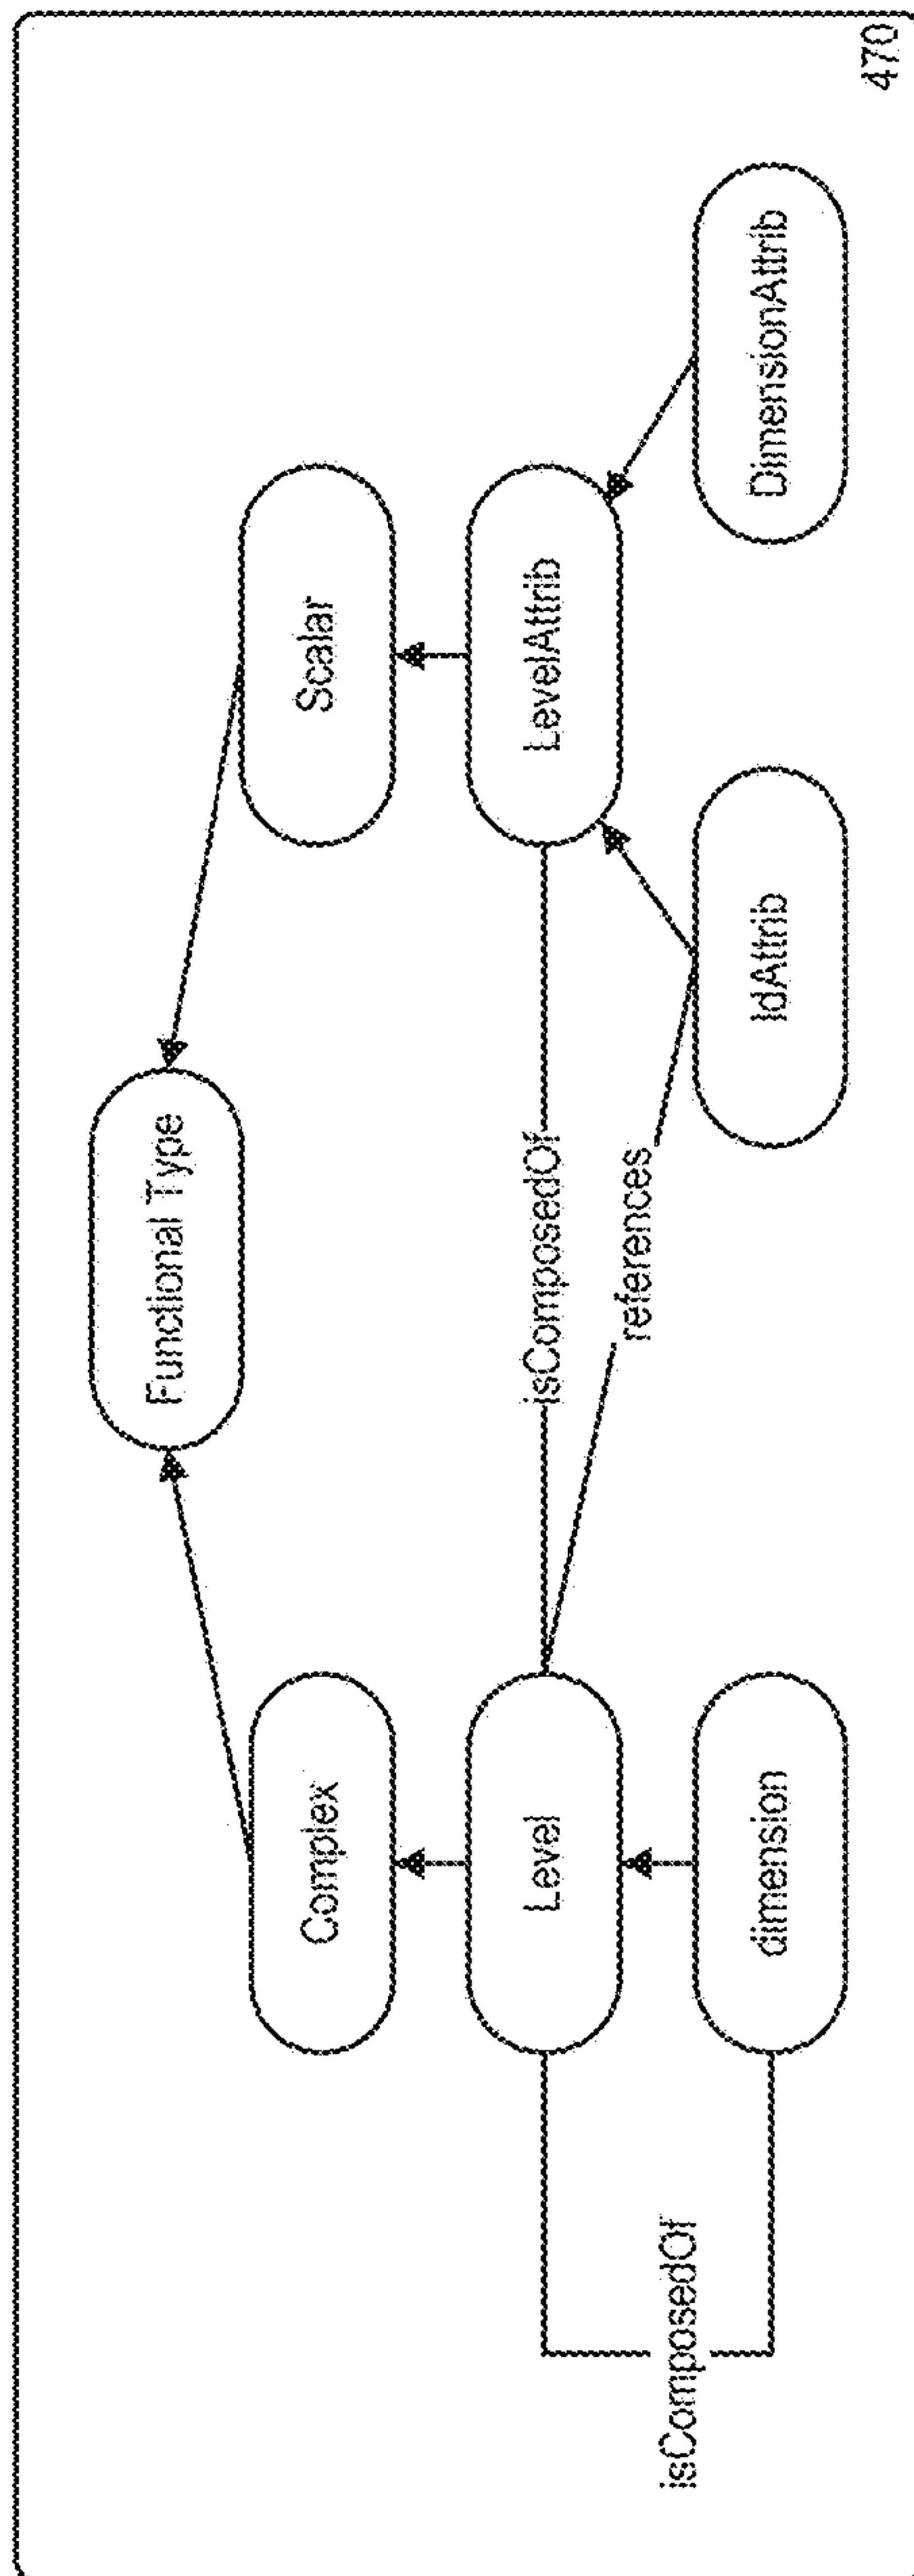 Functional Type
Complex
Scalar
isComposedOf
Level
LevelAttrib
references
isComposedOf
dimension
IdAttrib
DimensionAttrib
470